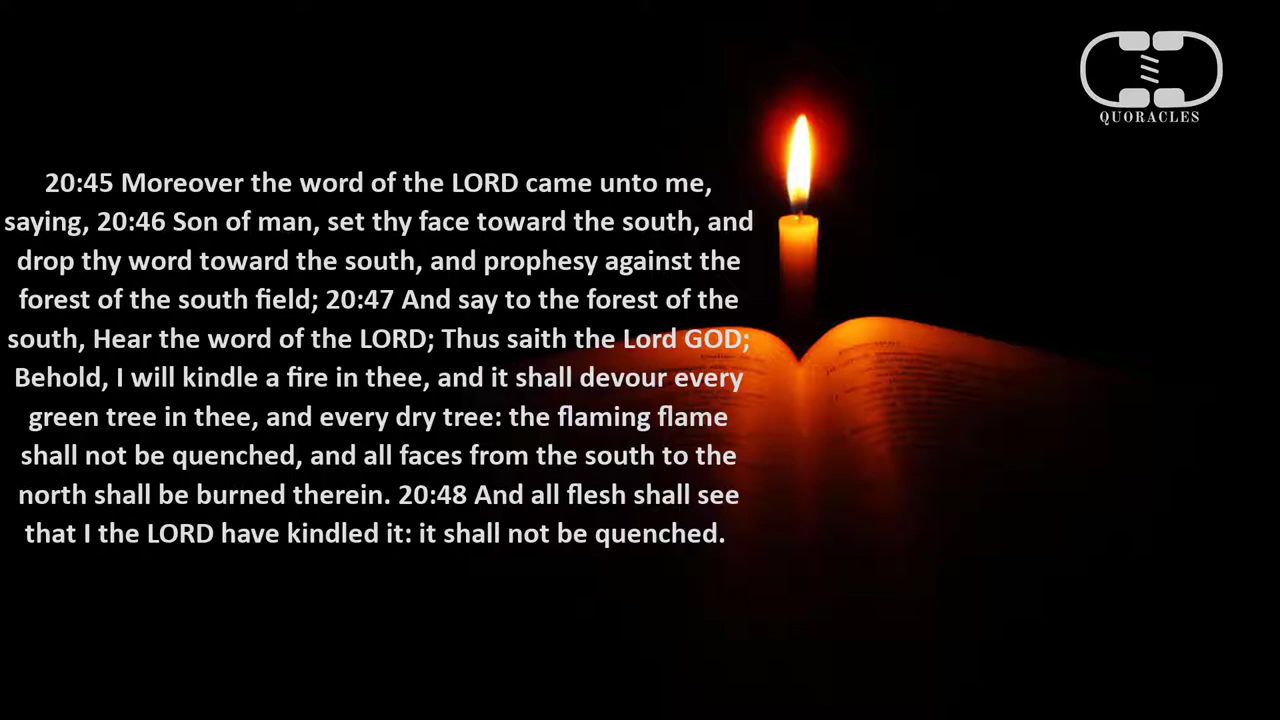 QUORACLES
20:45 Moreover the word of the LORD came unto me,
saying, 20:46 Son of man, set thy face toward the south, and
drop thy word toward the south, and prophesy against the
forest of the south field; 20:47 And say to the forest of the
south, Hear the word of the LORD; Thus saith the Lord GOD;
Behold, I will kindle a fire in thee, and it shall devour every
green tree in thee, and every dry tree: the flaming flame
shall not be quenched, and all faces from the south to the
north shall be burned therein. 20:48 And all flesh shall see
that I the LORD have kindled it: it shall not be quenched.